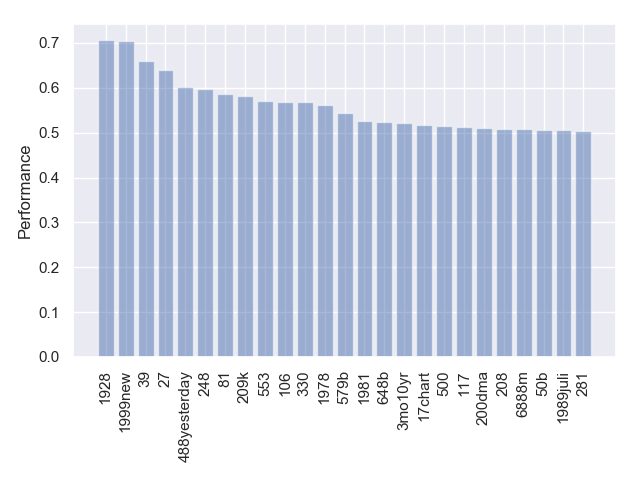 0.7
0.6
0.5
0.4
0.3
0.2
0.1
0.0
Performance
1928
1999new
39
27
488yesterday
248
81
209k
553
106
330
1978
579b
1981
648b
3mo10yr
17chart
500
117
200dma
208
6888m
50b
1989juli
281